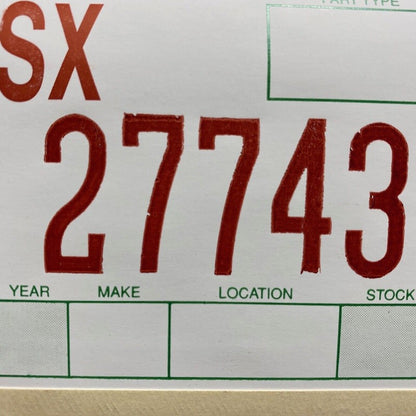 PART TYPE
SX
27743
YEAR MAKE LOCATION STOCK